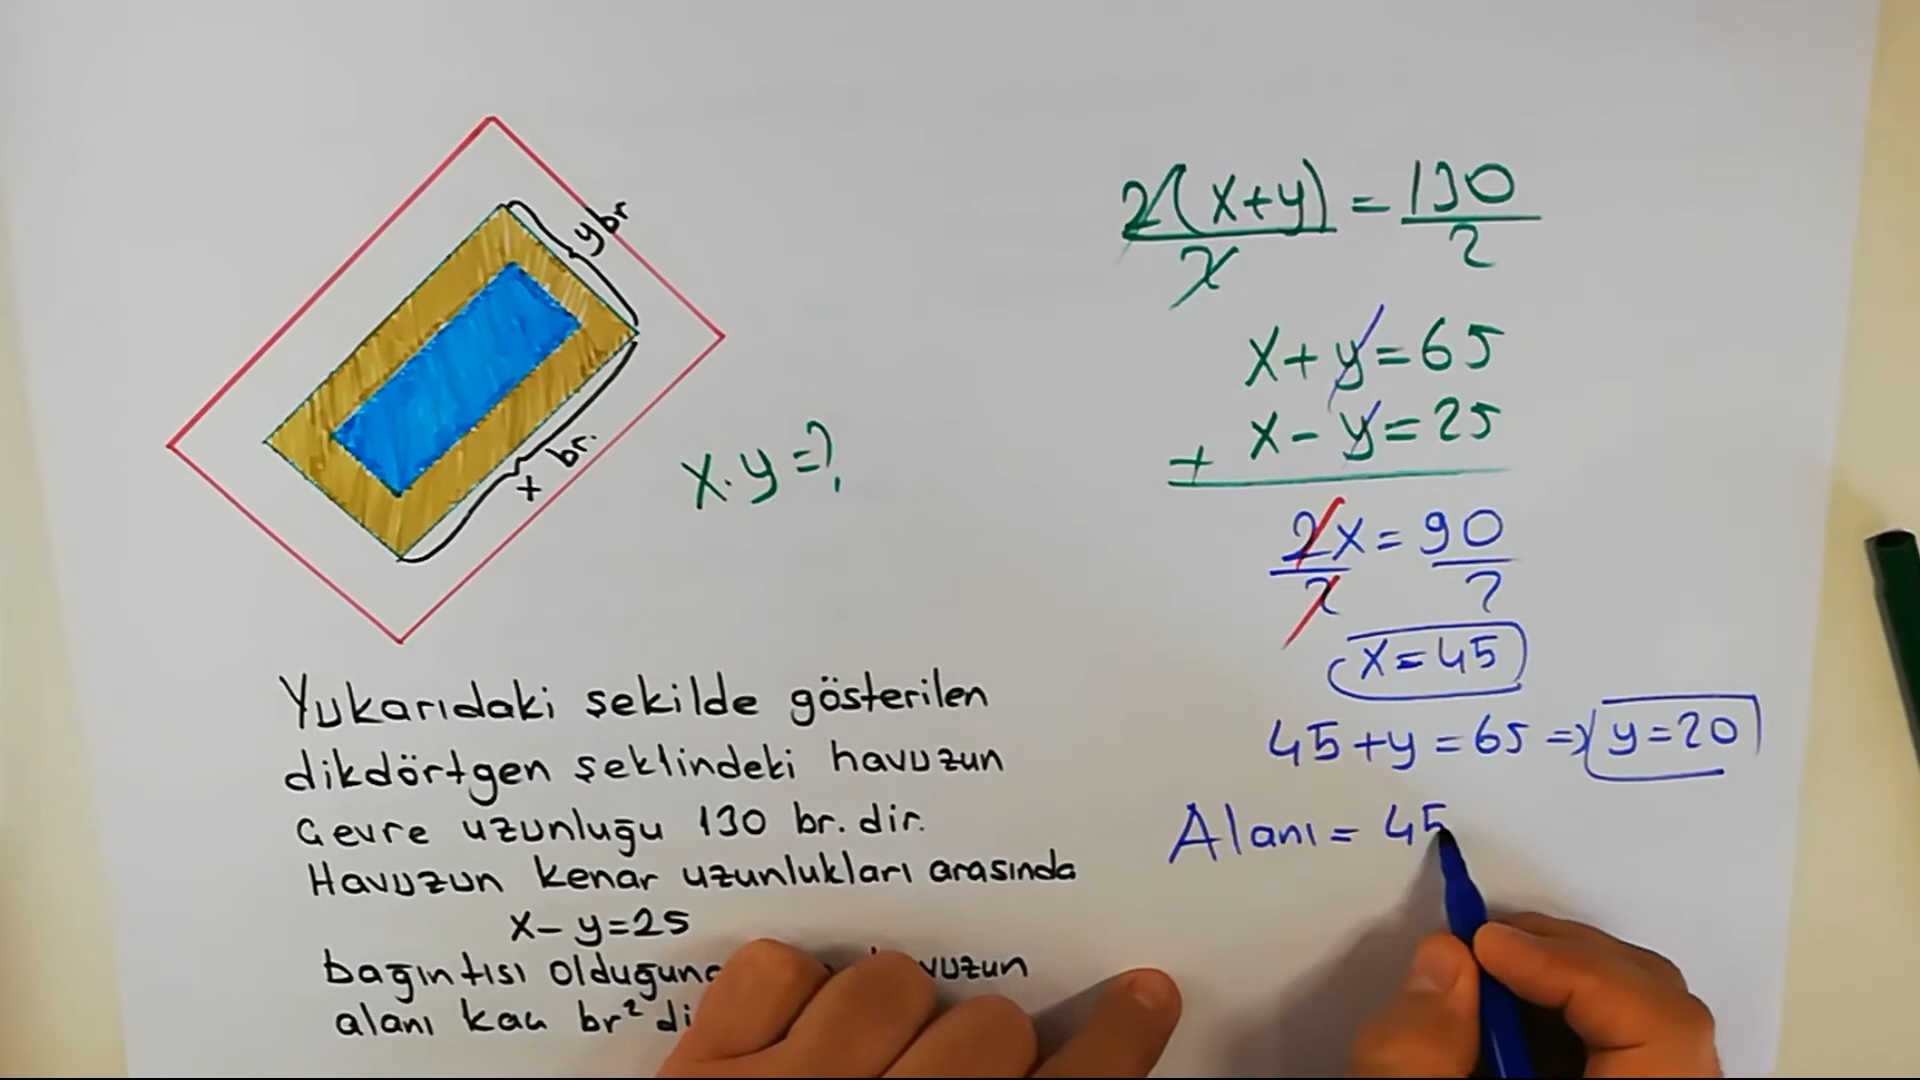 y br
x br.
x.y=?
Yukarıdaki şekilde gösterilen
dikdörtgen şeklindeki havuzun
çevre uzunluğu 130 br. dir.
Havuzun kenar uzunlukları arasında
x-y=25
bağıntısı
alanı kaç br²
2(x+y)/2 = 130/2
x+y=65
+ x-y=25
2x/2 = 90/2
x=45
45+y=65 => y=20
Alanı = 45